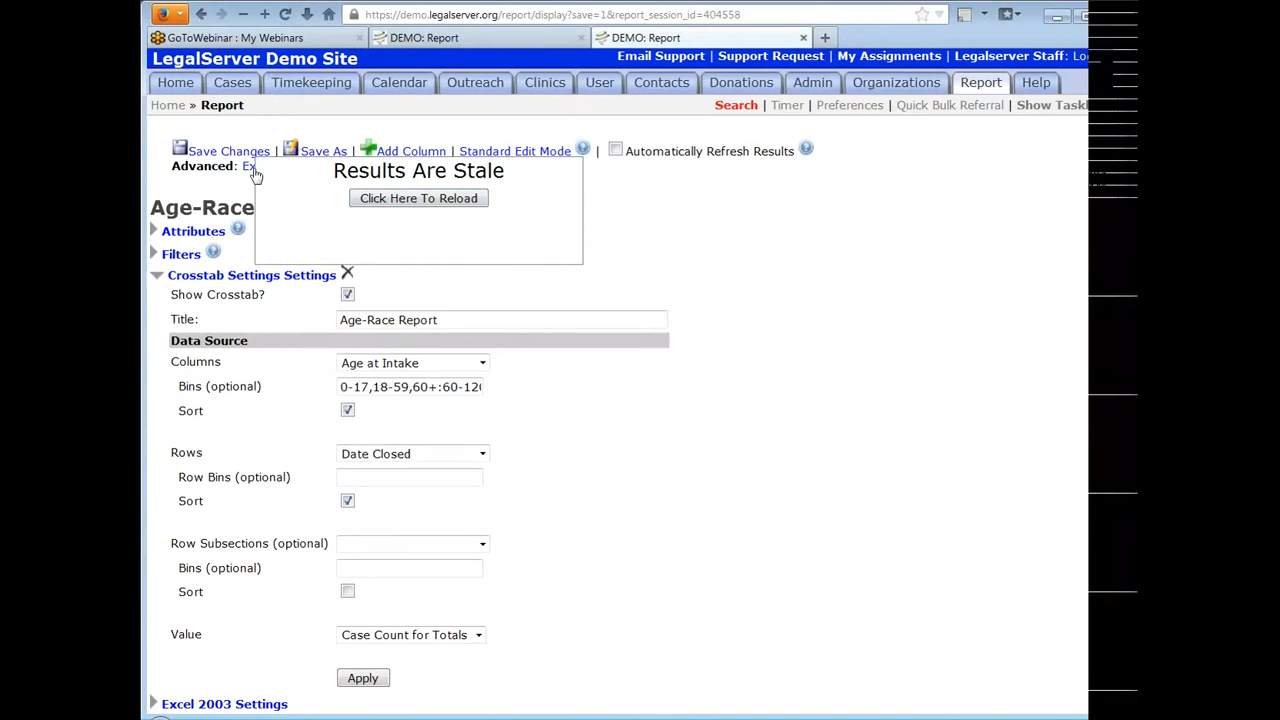 https://demo.legalserver.org/report/display?save=1&report_session_id=404558
GoToWebinar : My Webinars
DEMO: Report
DEMO: Report
LegalServer Demo Site
Email Support | Support Request | My Assignments | Legalserver Staff:
Home Cases Timekeeping Calendar Outreach Clinics User Contacts Donations Admin Organizations Report Help
Home » Report
Search | Timer | Preferences | Quick Bulk Referral |
Save Changes | Save As | Add Column | Standard Edit Mode | Automatically Refresh Results
Advanced: Ex
Results Are Stale
Click Here To Reload
Age-Race
Attributes
Filters
Crosstab Settings Settings
Show Crosstab?
Title: Age-Race Report
Data Source
Columns Age at Intake
Bins (optional) 0-17,18-59,60+:60-120
Sort
Rows Date Closed
Row Bins (optional)
Sort
Row Subsections (optional)
Bins (optional)
Sort
Value Case Count for Totals
Apply
Excel 2003 Settings